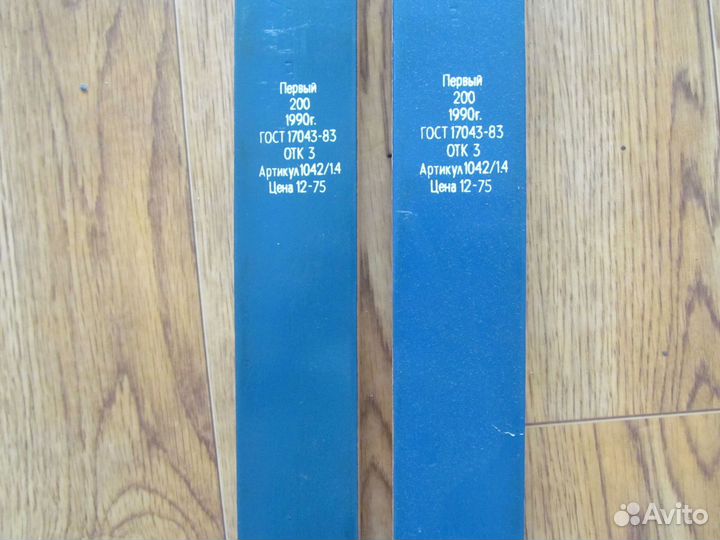 Первый
200
1990г.
ГОСТ 17043-83
ОТК 3
Артикул 1042/1.4
Цена 12-75
Первый
200
1990г.
ГОСТ 17043-83
ОТК 3
Артикул 1042/1.4
Цена 12-75
Avito